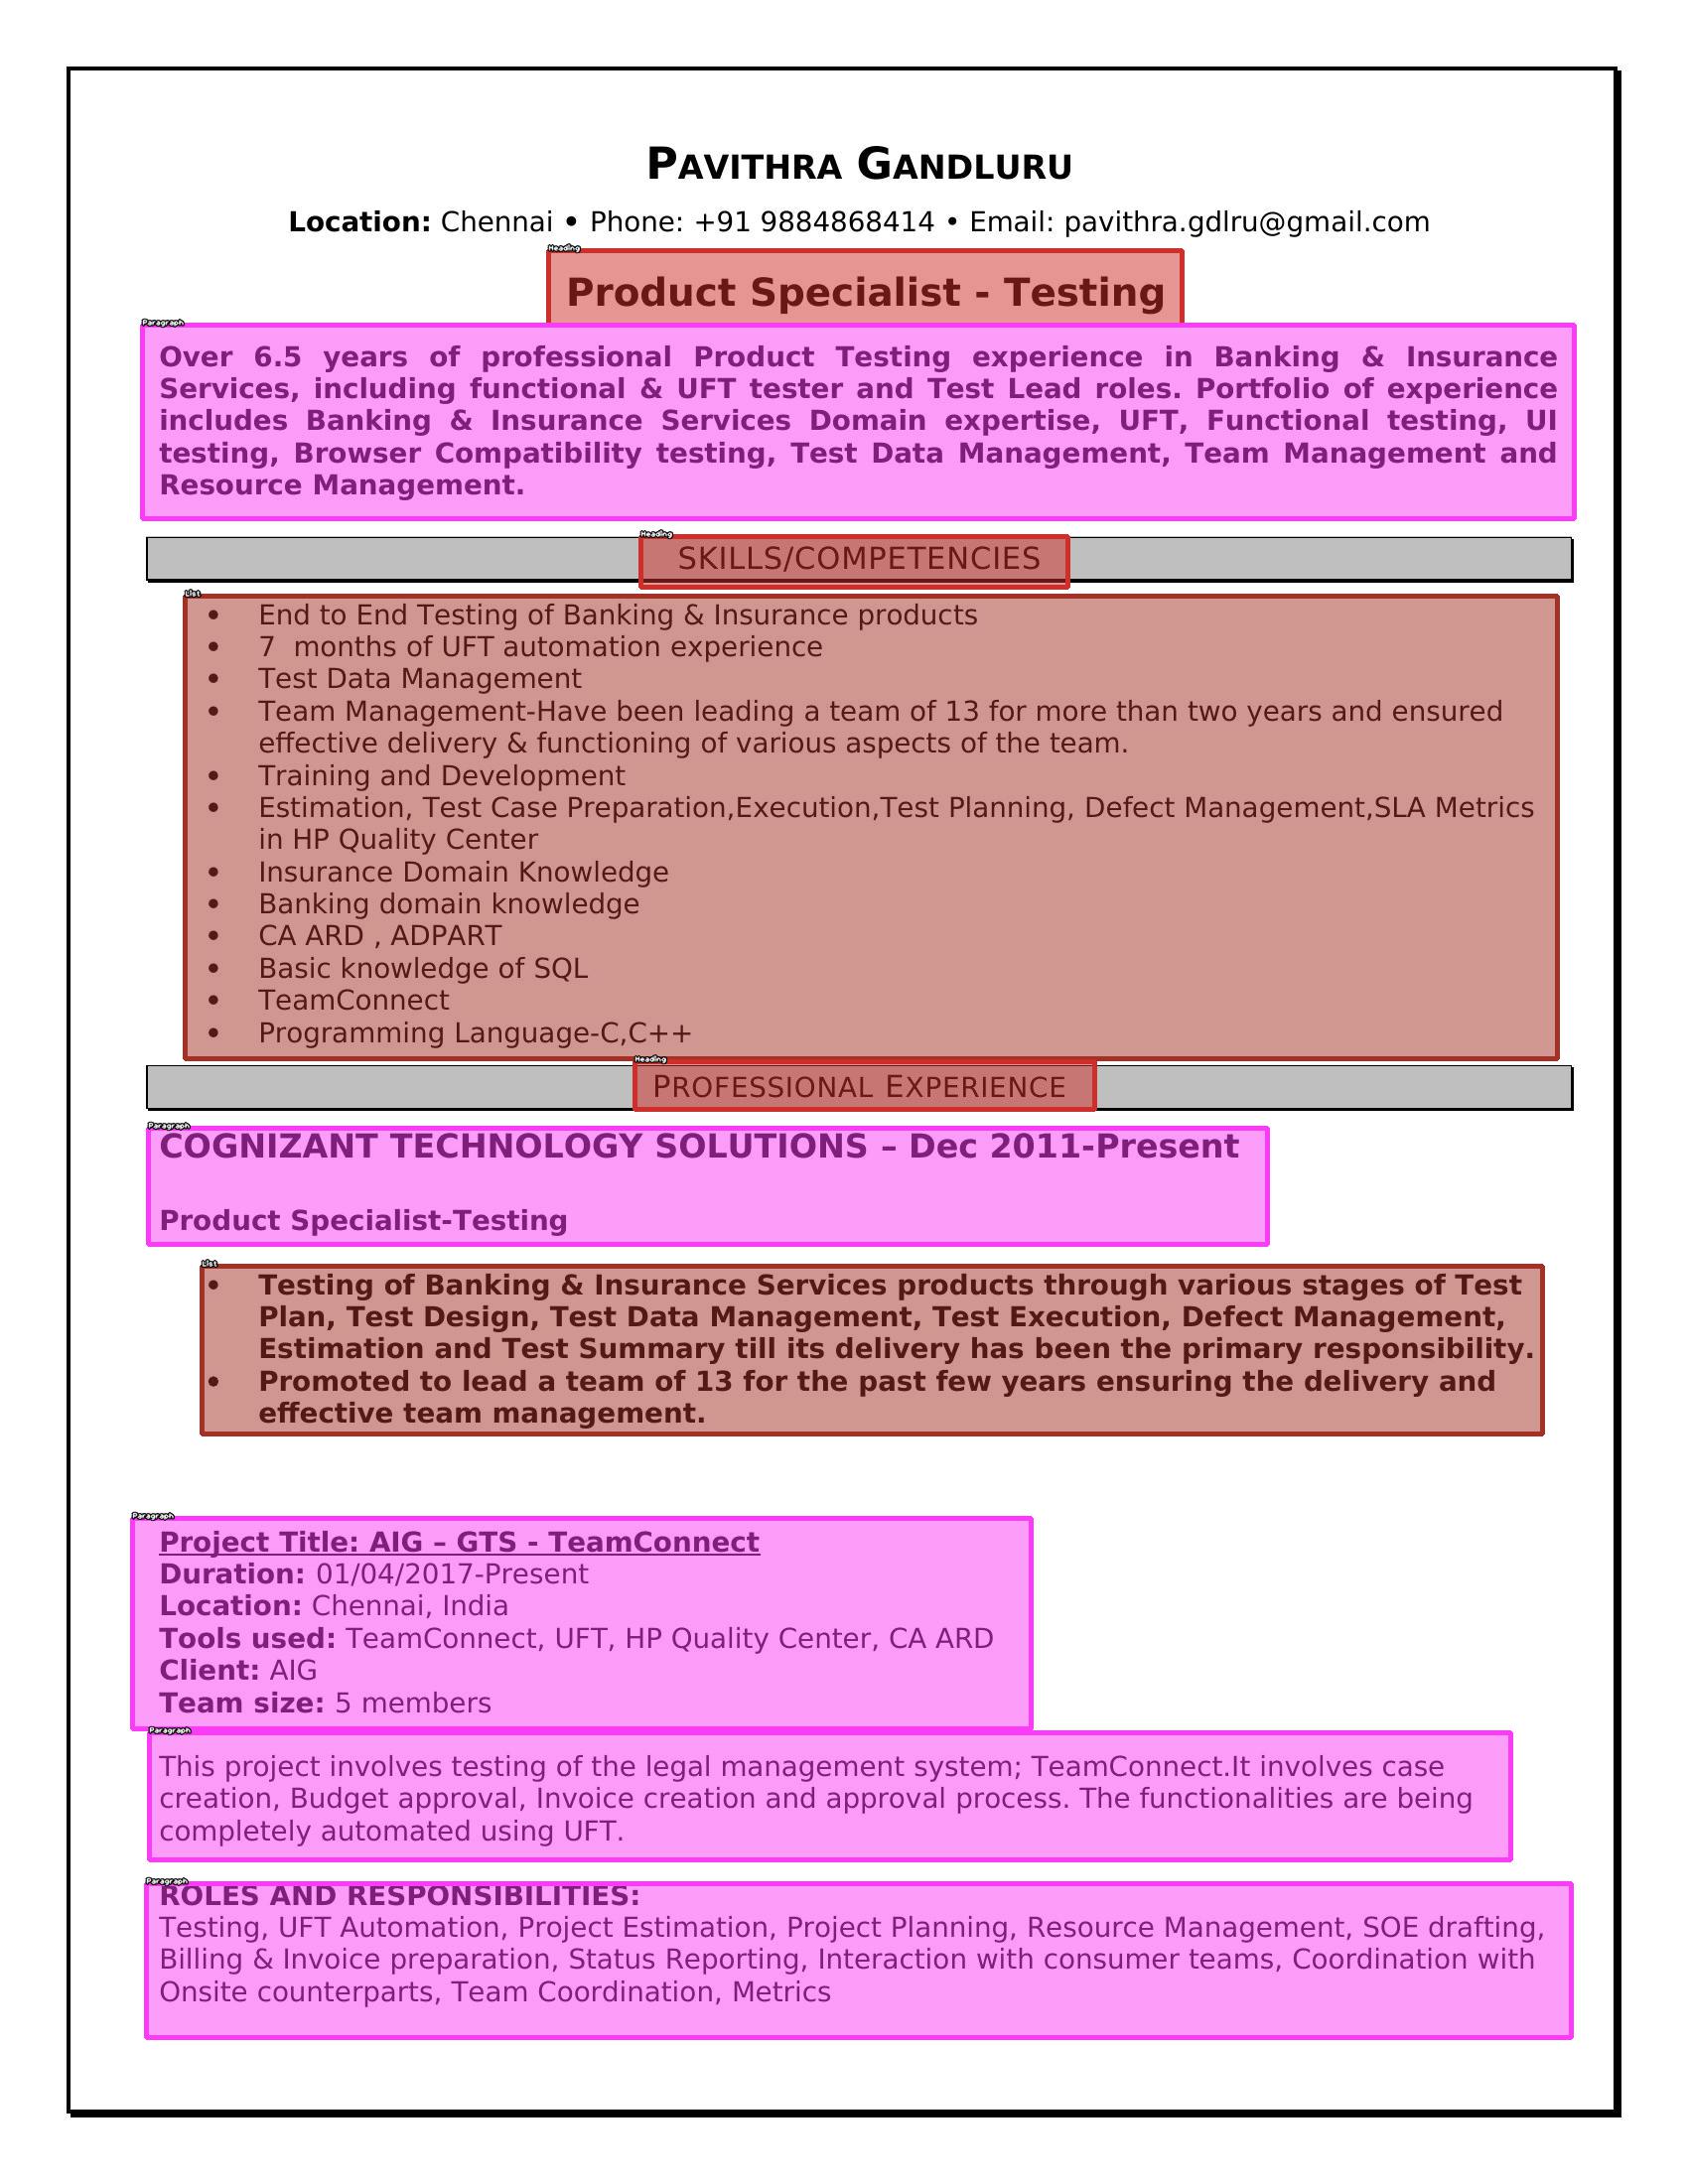 PAVITHRA GANDLURU
Location: Chennai • Phone: +91 9884868414 • Email: pavithra.gdlru@gmail.com
Heading
Product Specialist - Testing
Paragraph
Over 6.5 years of professional Product Testing experience in Banking & Insurance
Services, including functional & UFT tester and Test Lead roles. Portfolio of experience
includes Banking & Insurance Services Domain expertise, UFT, Functional testing, UI
testing, Browser Compatibility testing, Test Data Management, Team Management and
Resource Management.
Heading
SKILLS/COMPETENCIES
List
• End to End Testing of Banking & Insurance products
• 7  months of UFT automation experience
• Test Data Management
• Team Management-Have been leading a team of 13 for more than two years and ensured
effective delivery & functioning of various aspects of the team.
• Training and Development
• Estimation, Test Case Preparation,Execution,Test Planning, Defect Management,SLA Metrics
in HP Quality Center
• Insurance Domain Knowledge
• Banking domain knowledge
• CA ARD , ADPART
• Basic knowledge of SQL
• TeamConnect
• Programming Language-C,C++
Heading
PROFESSIONAL EXPERIENCE
Paragraph
COGNIZANT TECHNOLOGY SOLUTIONS – Dec 2011-Present
Product Specialist-Testing
List
• Testing of Banking & Insurance Services products through various stages of Test
Plan, Test Design, Test Data Management, Test Execution, Defect Management,
Estimation and Test Summary till its delivery has been the primary responsibility.
• Promoted to lead a team of 13 for the past few years ensuring the delivery and
effective team management.
Paragraph
Project Title: AIG – GTS - TeamConnect
Duration: 01/04/2017-Present
Location: Chennai, India
Tools used: TeamConnect, UFT, HP Quality Center, CA ARD
Client: AIG
Team size: 5 members
Paragraph
This project involves testing of the legal management system; TeamConnect.It involves case
creation, Budget approval, Invoice creation and approval process. The functionalities are being
completely automated using UFT.
Paragraph
ROLES AND RESPONSIBILITIES:
Testing, UFT Automation, Project Estimation, Project Planning, Resource Management, SOE drafting,
Billing & Invoice preparation, Status Reporting, Interaction with consumer teams, Coordination with
Onsite counterparts, Team Coordination, Metrics